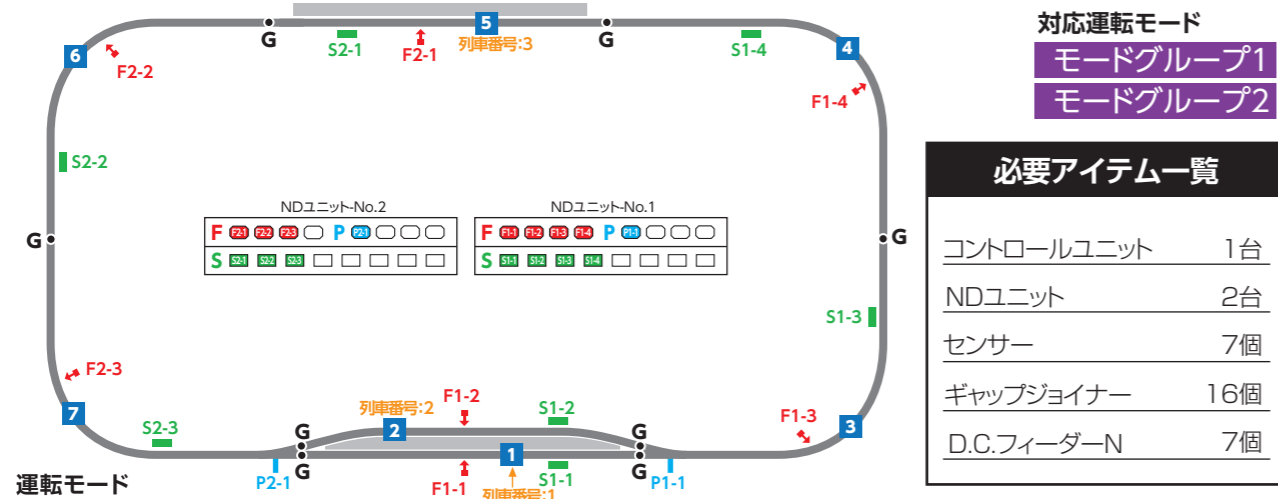 対応運転モード
モードグループ1
モードグループ2
必要アイテム一覧
コントロールユニット 1台
NDユニット 2台
センサー 7個
ギャップジョイナー 16個
D.C.フィーダーN 7個
5
G
G
S2-1
F2-1
列車番号:3
S1-4
6
F2-2
4
F1-4
S2-2
NDユニット-No.2
F F2-1 F2-2 F2-3 P P2-1
S S2-1 S2-2 S2-3
NDユニット-No.1
F F1-1 F1-2 F1-3 F1-4 P P1-1
S S1-1 S1-2 S1-3 S1-4
G
G
S1-3
F2-3
7
S2-3
列車番号:2
2
F1-2
S1-2
F1-3
3
G
G
1
G
G
P2-1
F1-1
列車番号:1
S1-1
P1-1
運転モード